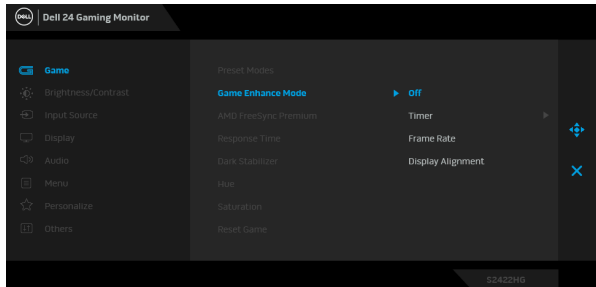 DELL
Dell 24 Gaming Monitor
Game
Brightness/Contrast
Input Source
Display
Audio
Menu
Personalize
Others
Preset Modes
Game Enhance Mode
AMD FreeSync Premium
Response Time
Dark Stabilizer
Hue
Saturation
Reset Game
Off
Timer
Frame Rate
Display Alignment
S2422HG